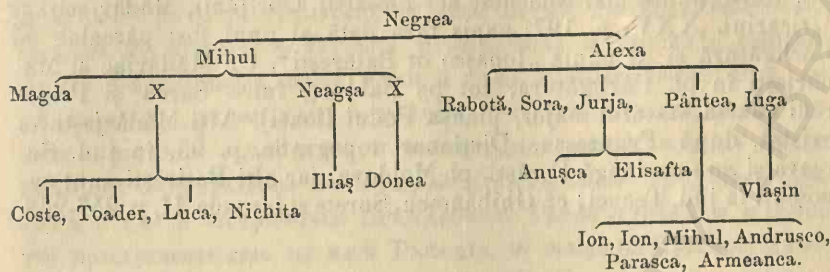 Negrea
Mihul Alexa
Magda X Neagșa X Rabotă, Sora, Jurja, Pântea, Iuga
Anușca Elisafta
Iliaș Donea Vlașin
Coste, Toader, Luca, Nichita
Ion, Ion, Mihul, Andrușco,
Parasca, Armeanca.